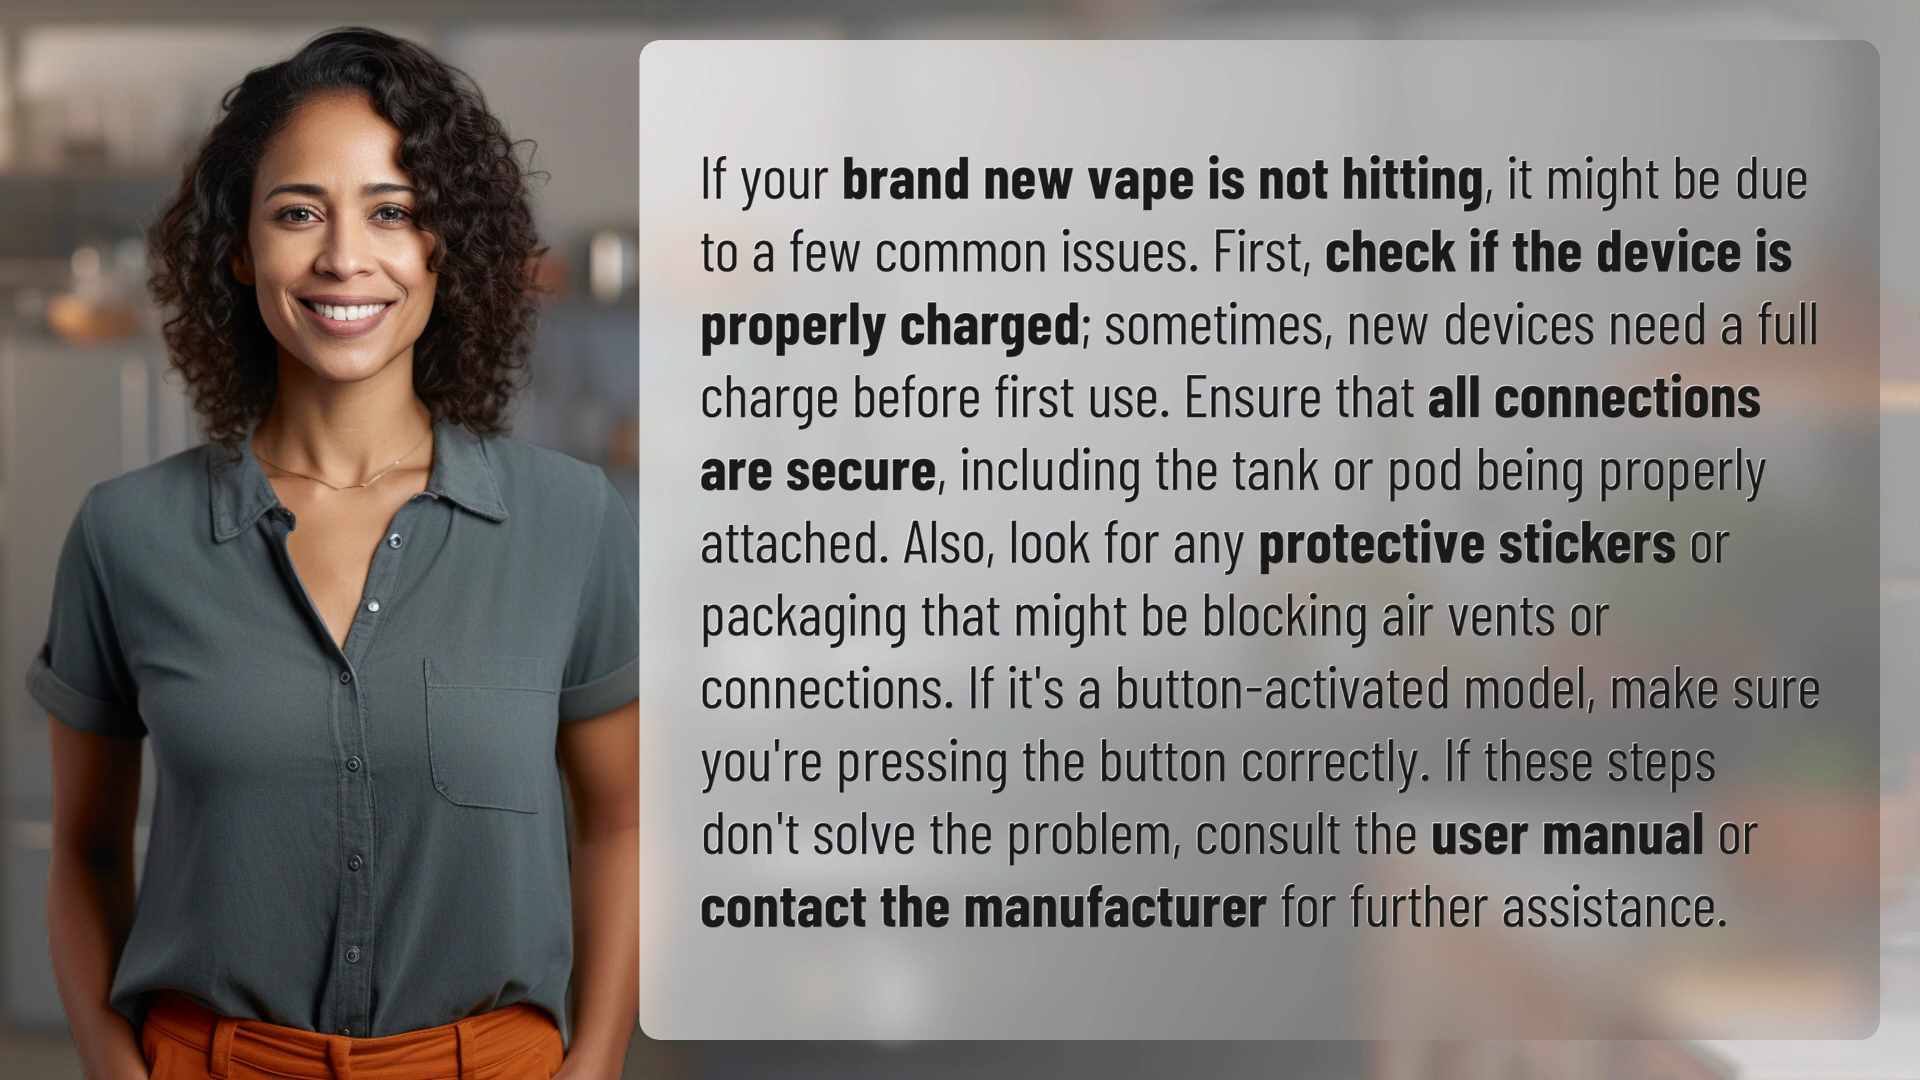 If your brand new vape is not hitting, it might be due
to a few common issues. First, check if the device is
properly charged; sometimes, new devices need a full
charge before first use. Ensure that all connections
are secure, including the tank or pod being properly
attached. Also, look for any protective stickers or
packaging that might be blocking air vents or
connections. If it's a button-activated model, make sure
you're pressing the button correctly. If these steps
don't solve the problem, consult the user manual or
contact the manufacturer for further assistance.